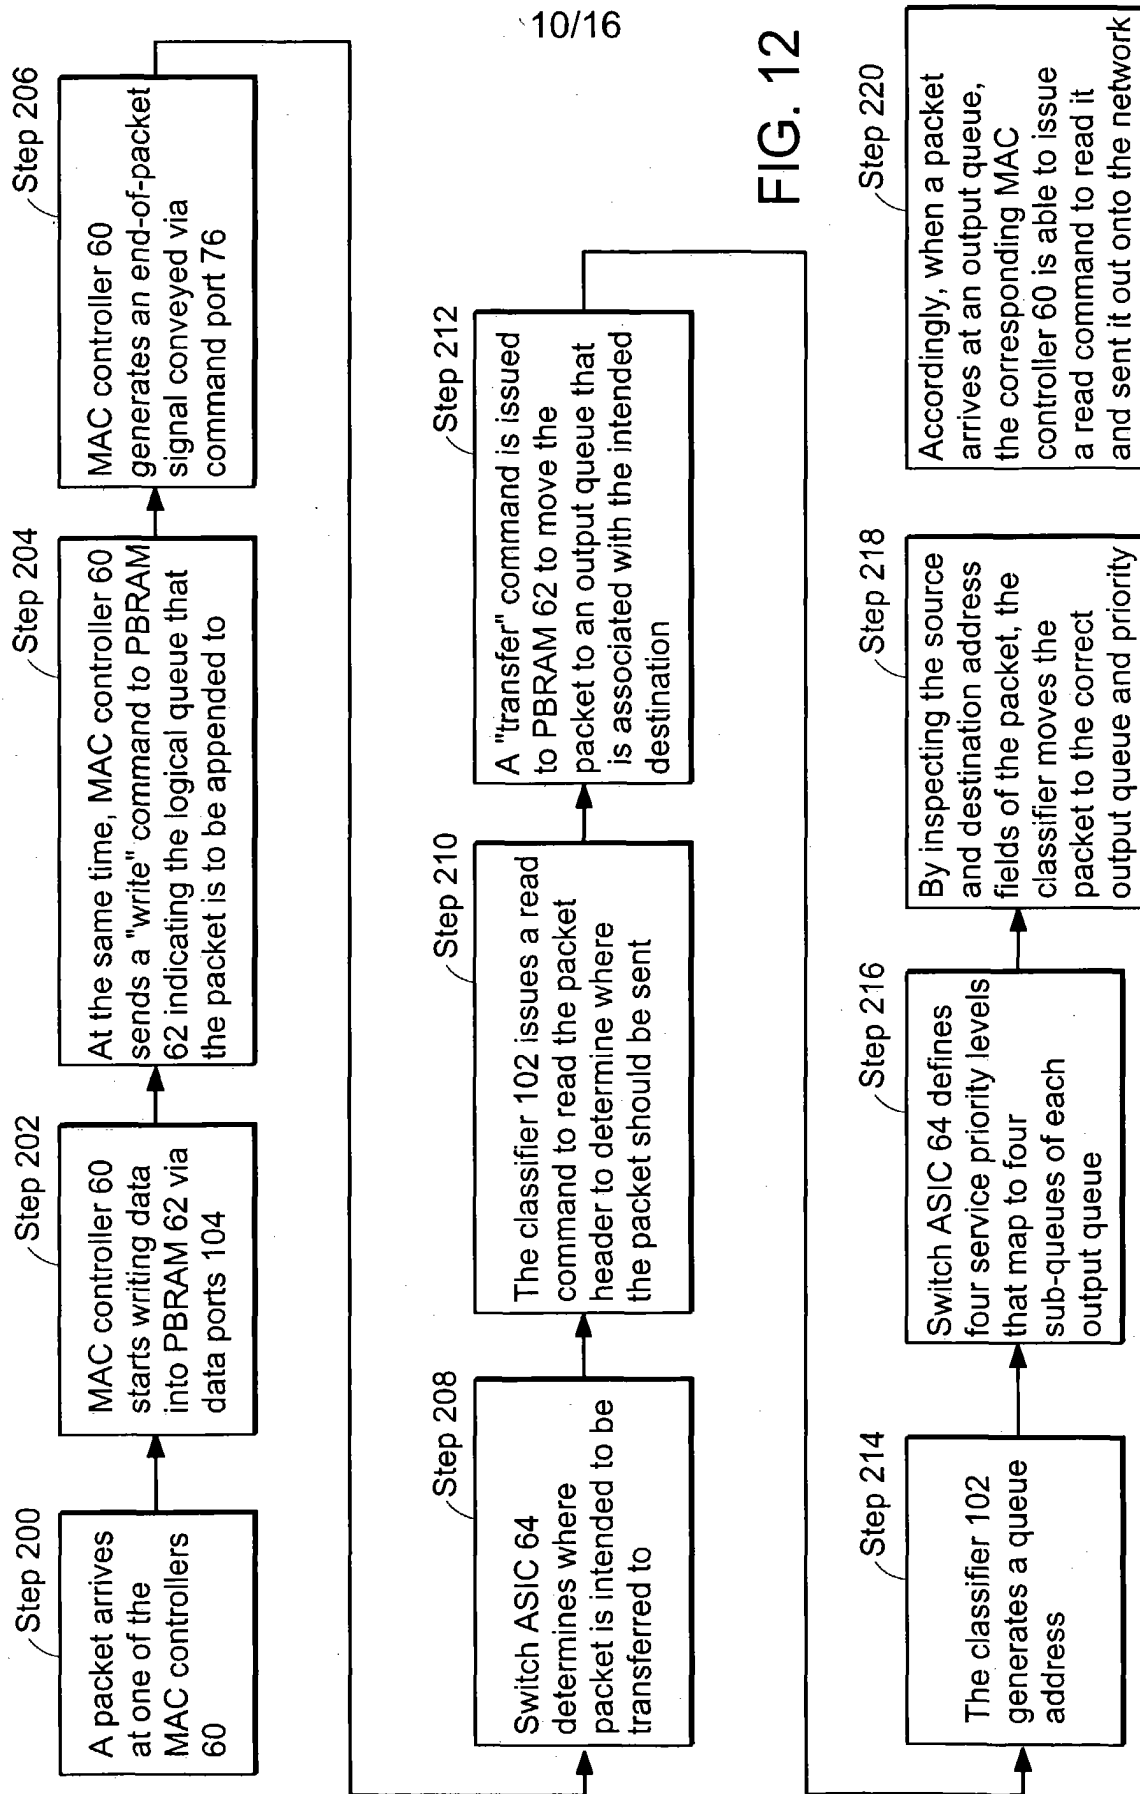 10/16
Step 200
A packet arrives
at one of the
MAC controllers
60
Step 202
MAC controller 60
starts writing data
into PBRAM 62 via
data ports 104
Step 204
At the same time, MAC controller 60
sends a "write" command to PBRAM
62 indicating the logical queue that
the packet is to be appended to
Step 206
MAC controller 60
generates an end-of-packet
signal conveyed via
command port 76
Step 208
Switch ASIC 64
determines where
packet is intended to be
transferred to
Step 210
The classifier 102 issues a read
command to read the packet
header to determine where
the packet should be sent
Step 212
A "transfer" command is issued
to PBRAM 62 to move the
packet to an output queue that
is associated with the intended
destination
Step 214
The classifier 102
generates a queue
address
Step 216
Switch ASIC 64 defines
four service priority levels
that map to four
sub-queues of each
output queue
Step 218
By inspecting the source
and destination address
fields of the packet, the
classifier moves the
packet to the correct
output queue and priority
Step 220
Accordingly, when a packet
arrives at an output queue,
the corresponding MAC
controller 60 is able to issue
a read command to read it
and sent it out onto the network
FIG. 12